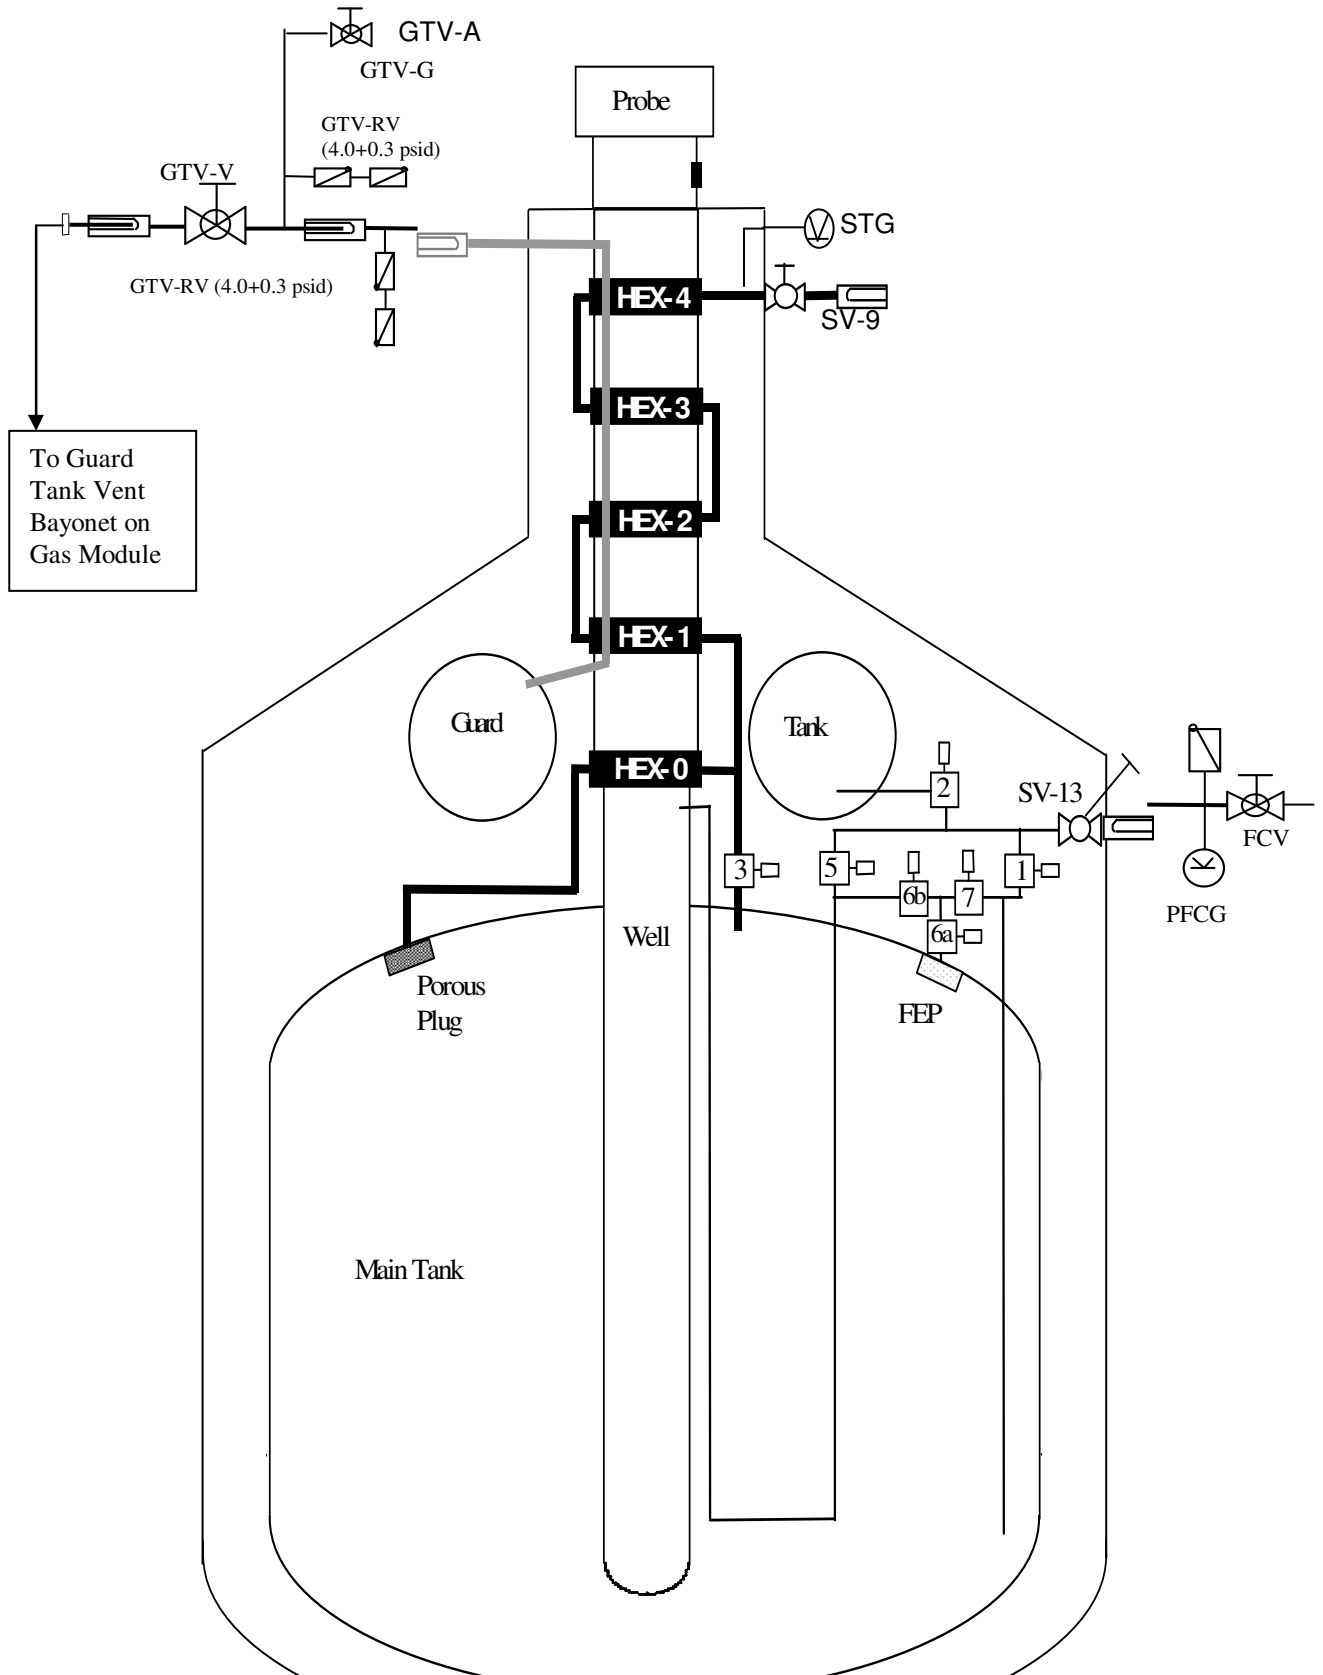 GTV-A
GTV-G
Probe
GTV-RV
(4.0+0.3 psid)
GTV-V
STG
GTV-RV (4.0+0.3 psid)
HEX-4
SV-9
HEX-3
To Guard
Tank Vent
Bayonet on
Gas Module
HEX-2
HEX-1
Guard
Tank
HEX-0
2
SV-13
FCV
3
5
6b
7
1
PFCG
Well
6a
Porous
Plug
FEP
Main Tank